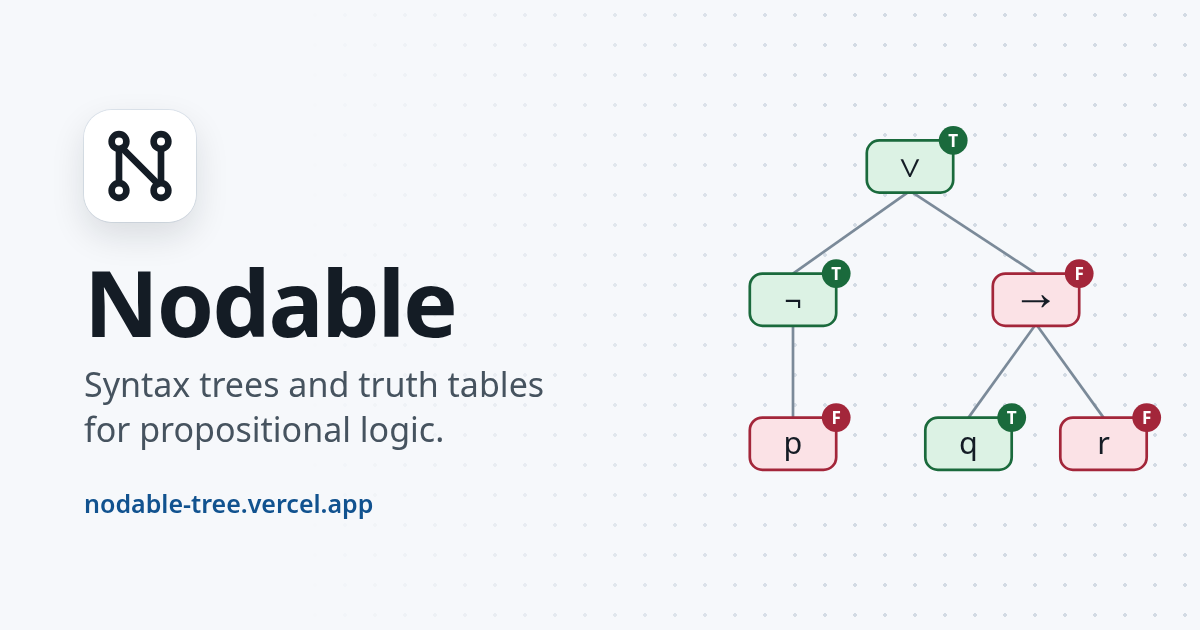 Nodable
Syntax trees and truth tables
for propositional logic.
nodable-tree.vercel.app
T
∨
T
F
¬
→
F
T
F
p
q
r